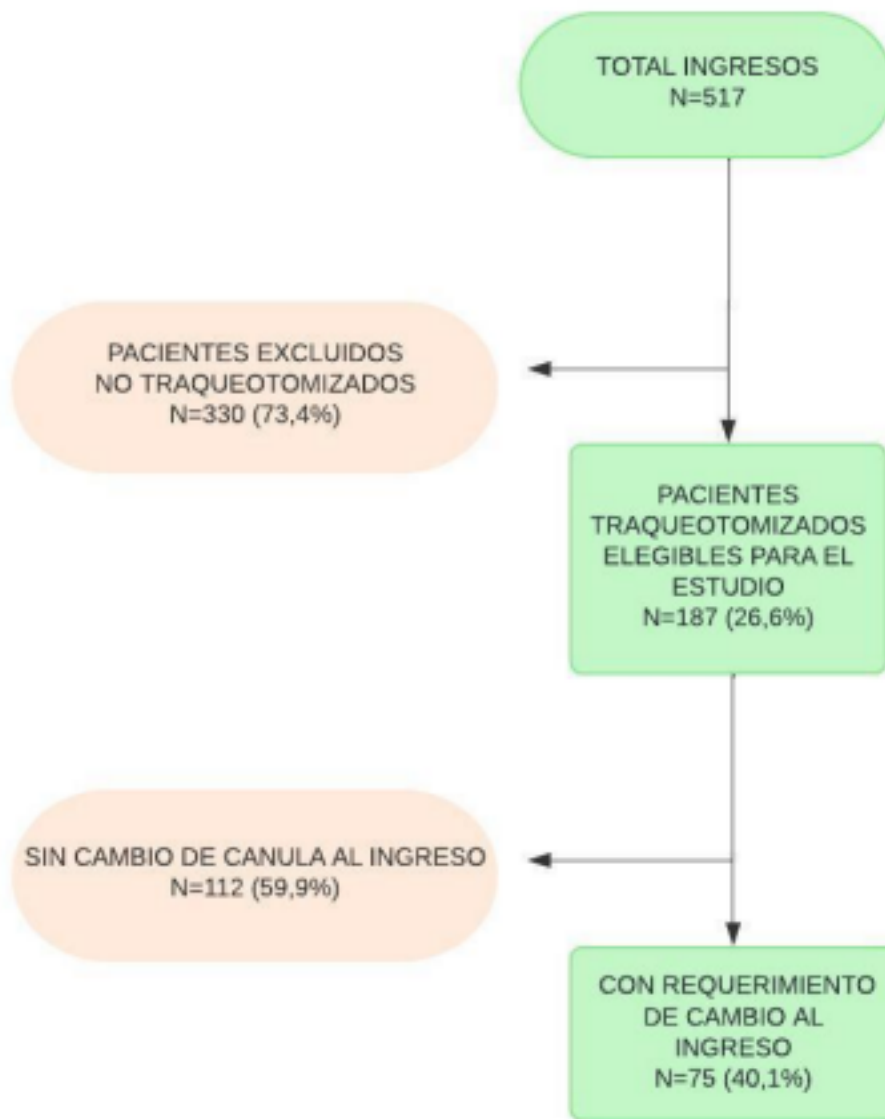 TOTAL INGRESOS
N=517
PACIENTES EXCLUIDOS
NO TRAQUEOTOMIZADOS
N=330 (73,4%)
PACIENTES
TRAQUEOTOMIZADOS
ELEGIBLES PARA EL
ESTUDIO
N=187 (26,6%)
SIN CAMBIO DE CANULA AL INGRESO
N=112 (59,9%)
CON REQUERIMIENTO
DE CAMBIO AL
INGRESO
N=75 (40,1%)